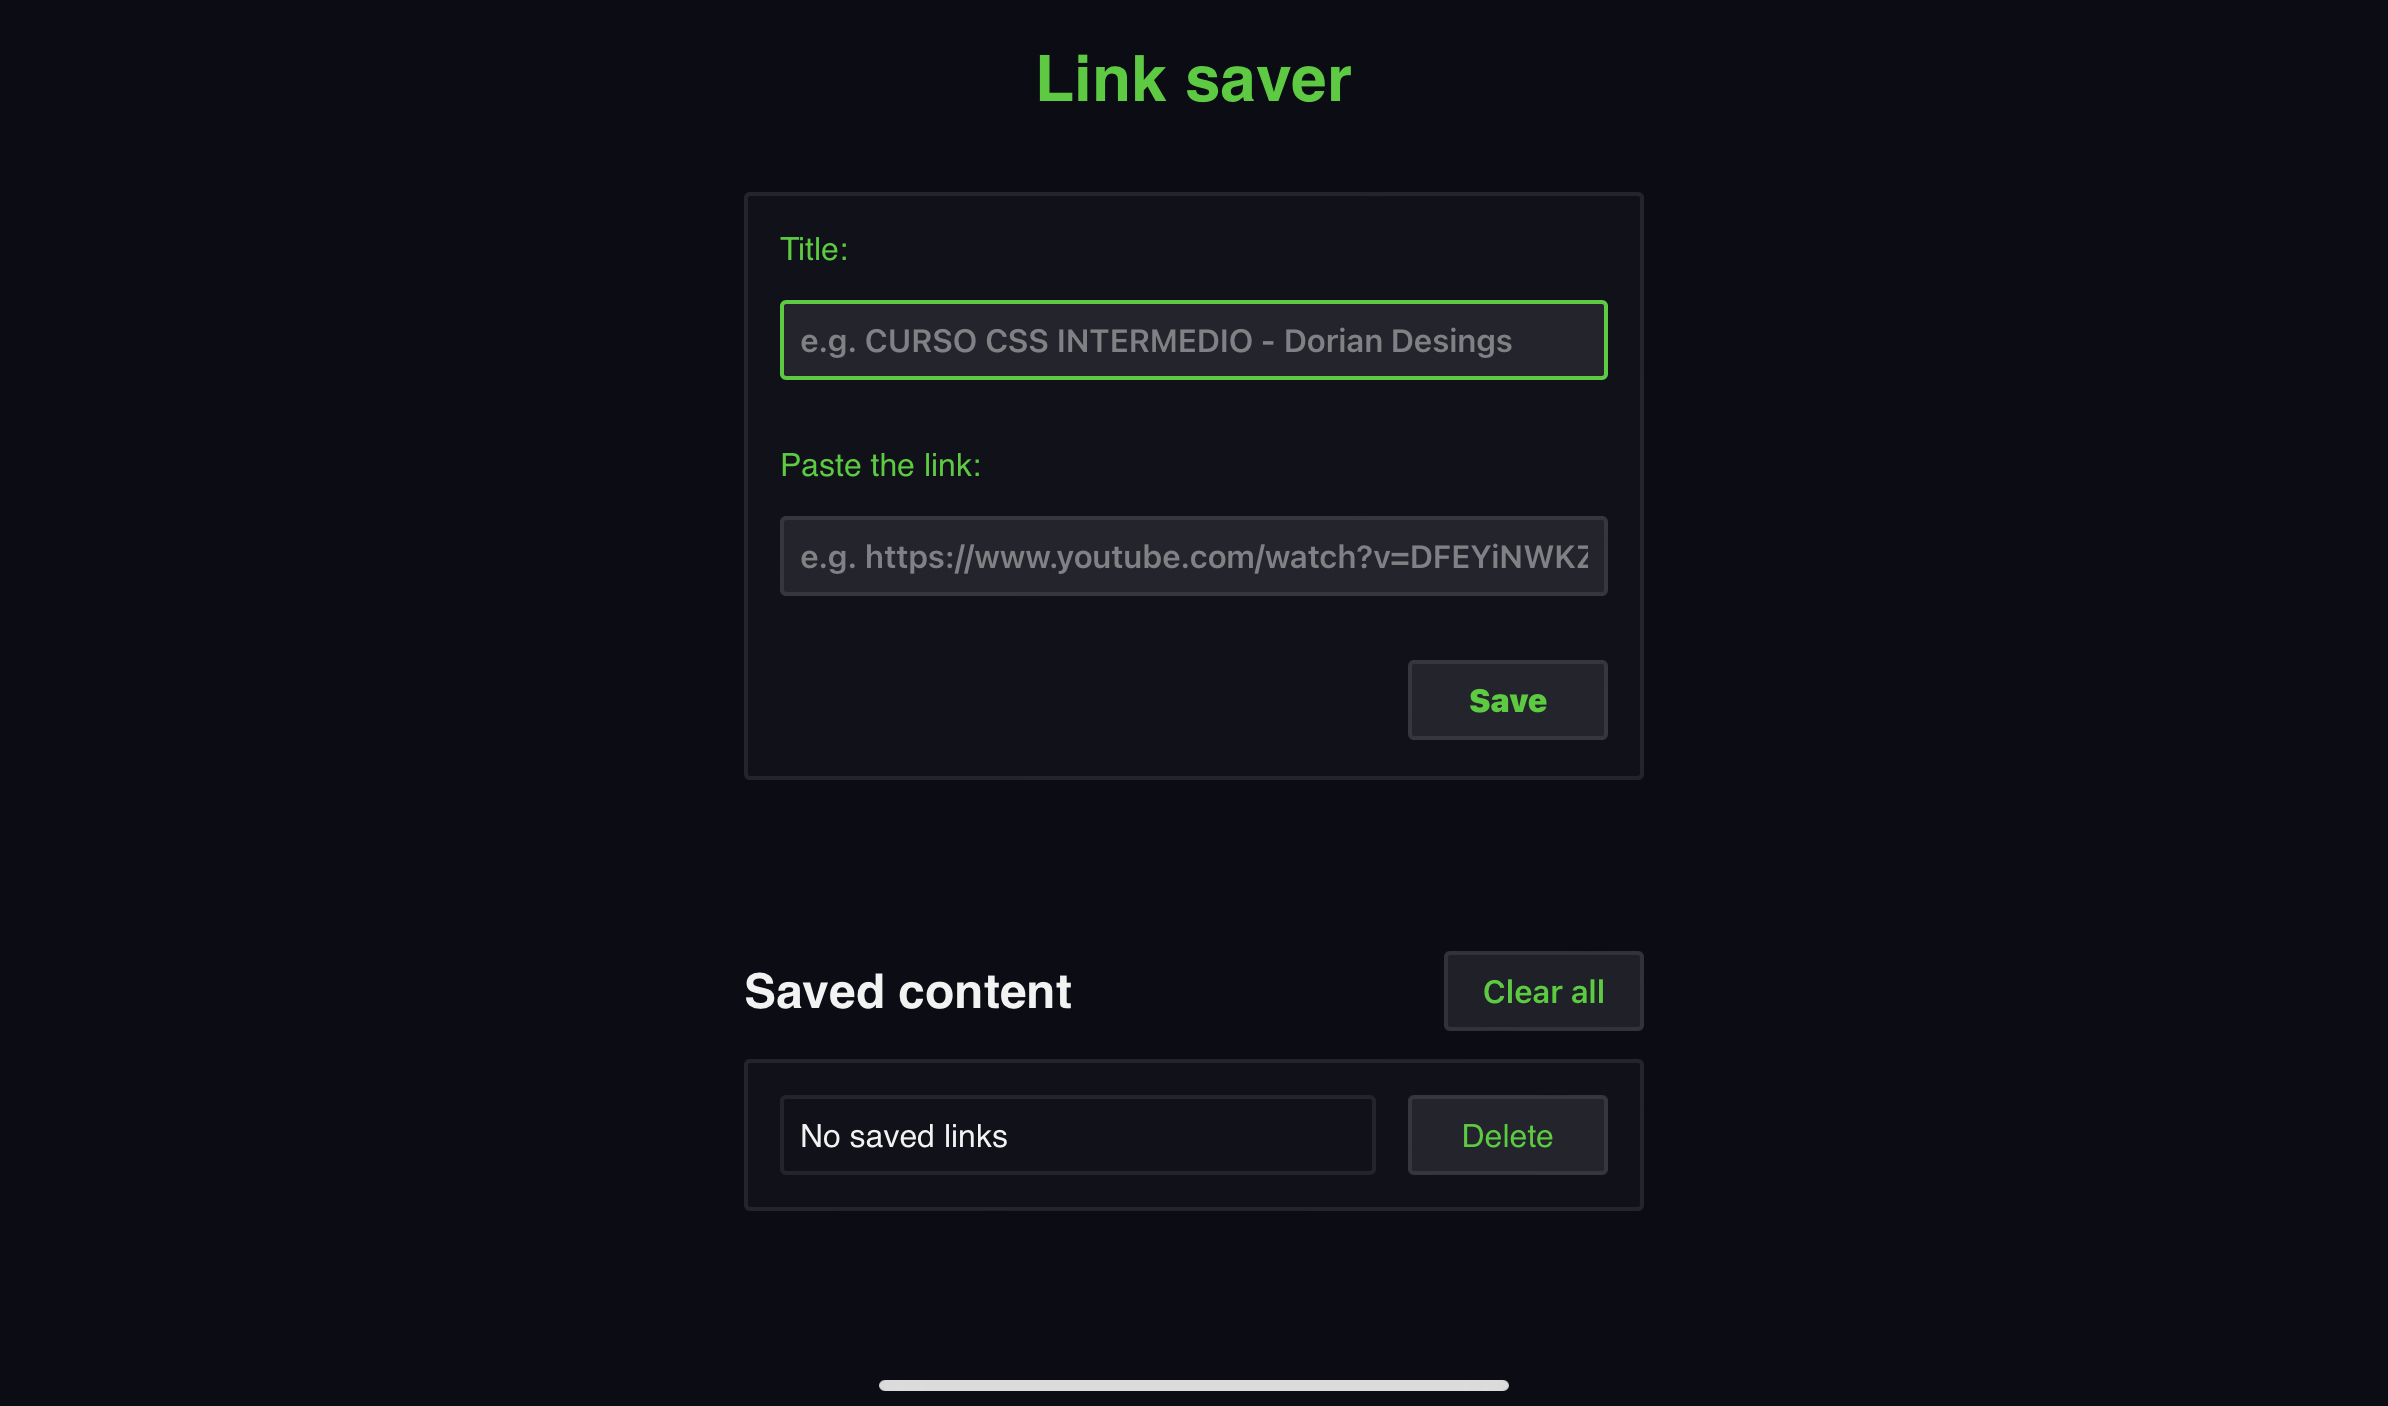 Link saver
Title:
e.g. CURSO CSS INTERMEDIO - Dorian Desings
Paste the link:
e.g. https://www.youtube.com/watch?v=DFEYiNWKZ
Save
Saved content
Clear all
No saved links
Delete